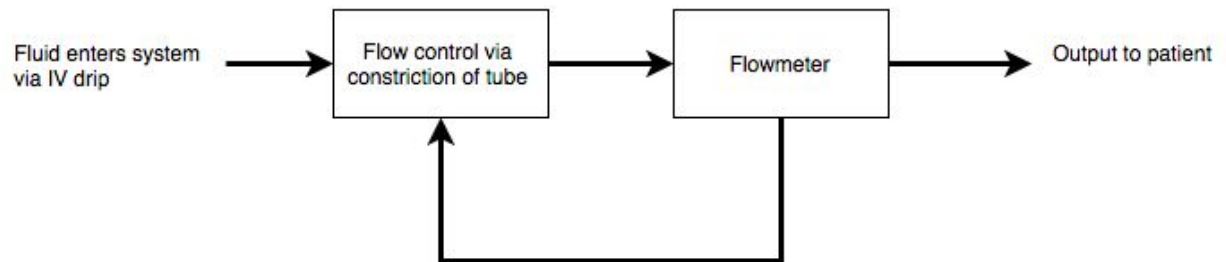 Fluid enters system
via IV drip
Flow control via
constriction of tube
Flowmeter
Output to patient